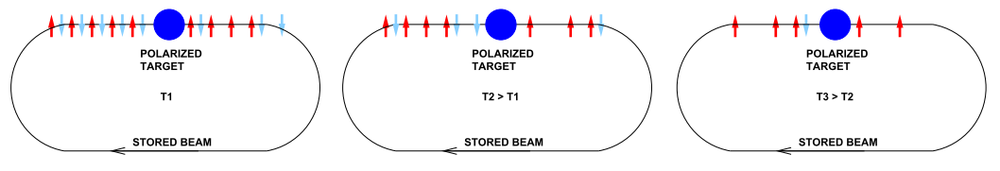 POLARIZED
TARGET
T1
STORED BEAM
POLARIZED
TARGET
T2 > T1
STORED BEAM
POLARIZED
TARGET
T3 > T2
STORED BEAM